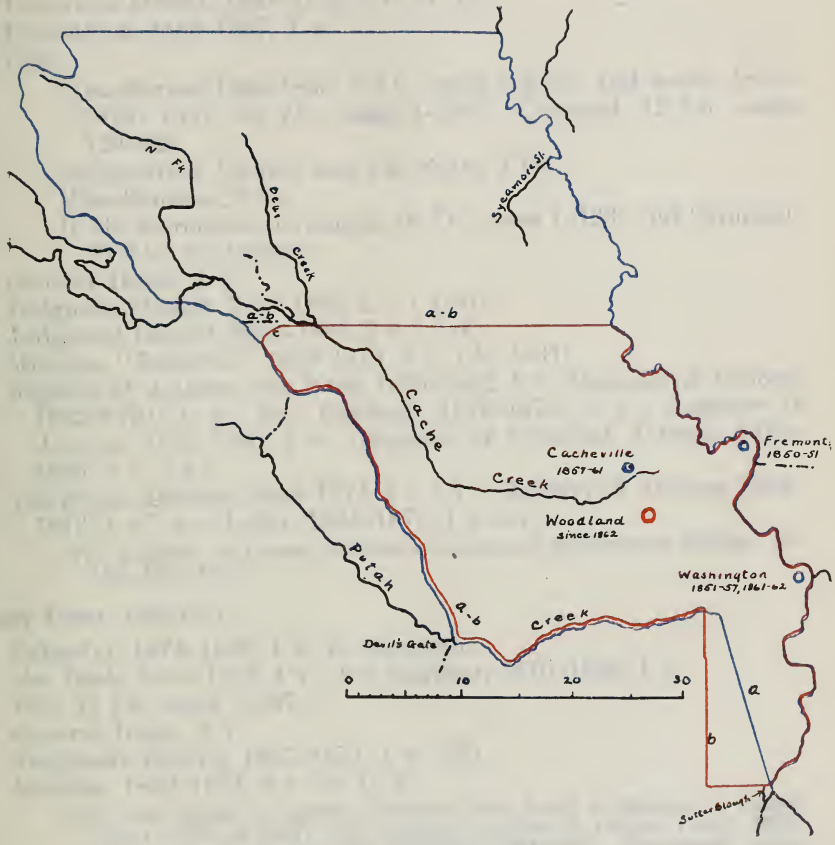 N
Fk
Bear
Creek
Sycamore Sl.
a-b
c
a-b
Cache
Creek
Cacheville
1857-61
Fremont,
1850-51
Woodland
since 1862
Washington
1851-57, 1861-62
Putah
a-b
Creek
Devil's Gate
0 10 20 30
a
b
Sutter Slough